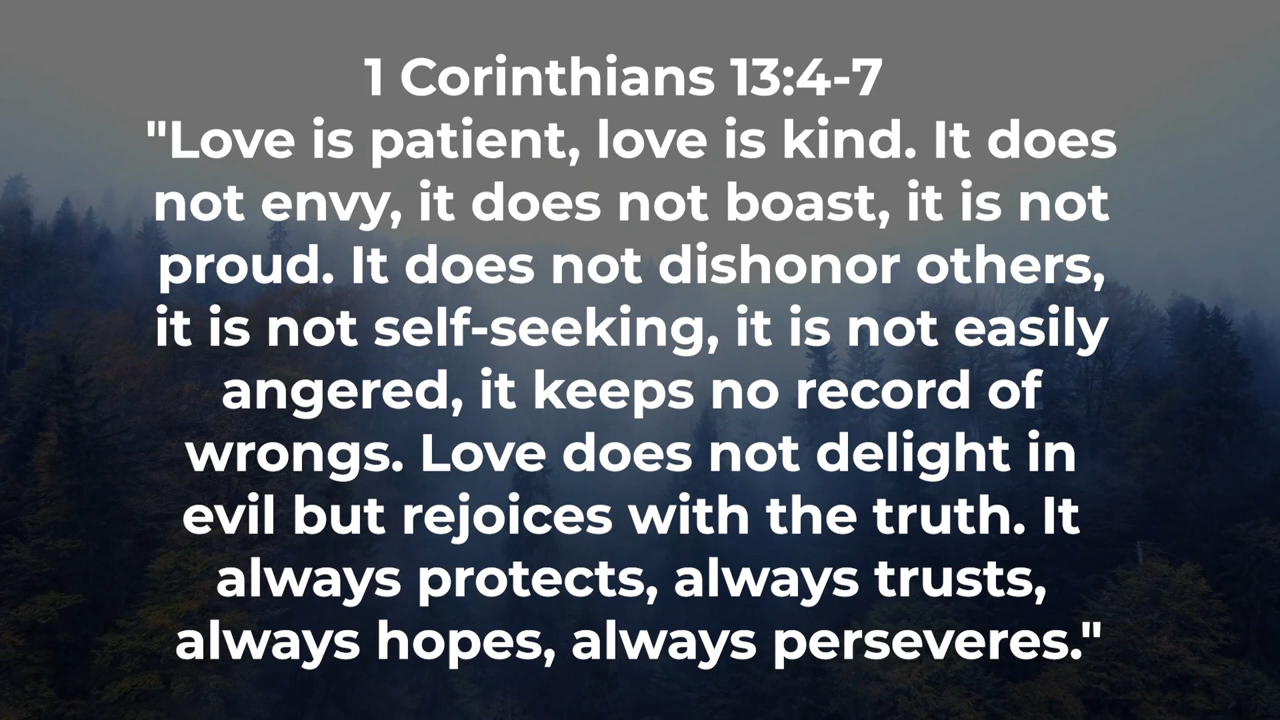 1 Corinthians 13:4-7
"Love is patient, love is kind. It does
not envy, it does not boast, it is not
proud. It does not dishonor others,
it is not self-seeking, it is not easily
angered, it keeps no record of
wrongs. Love does not delight in
evil but rejoices with the truth. It
always protects, always trusts,
always hopes, always perseveres."